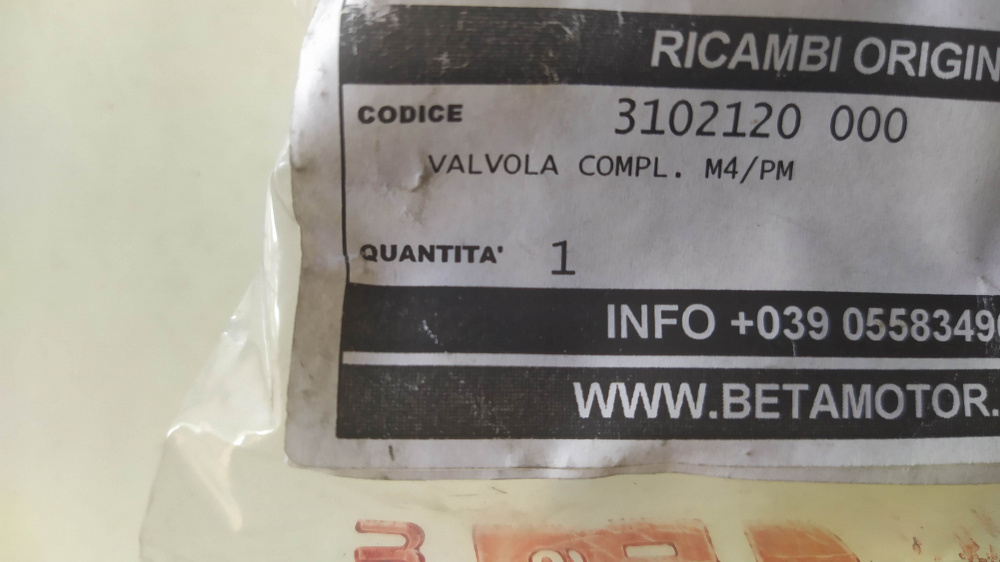 RICAMBI ORIGIN
CODICE 3102120 000
VALVOLA COMPL. M4/PM
QUANTITA' 1
INFO +039 0558349
WWW.BETAMOTOR.